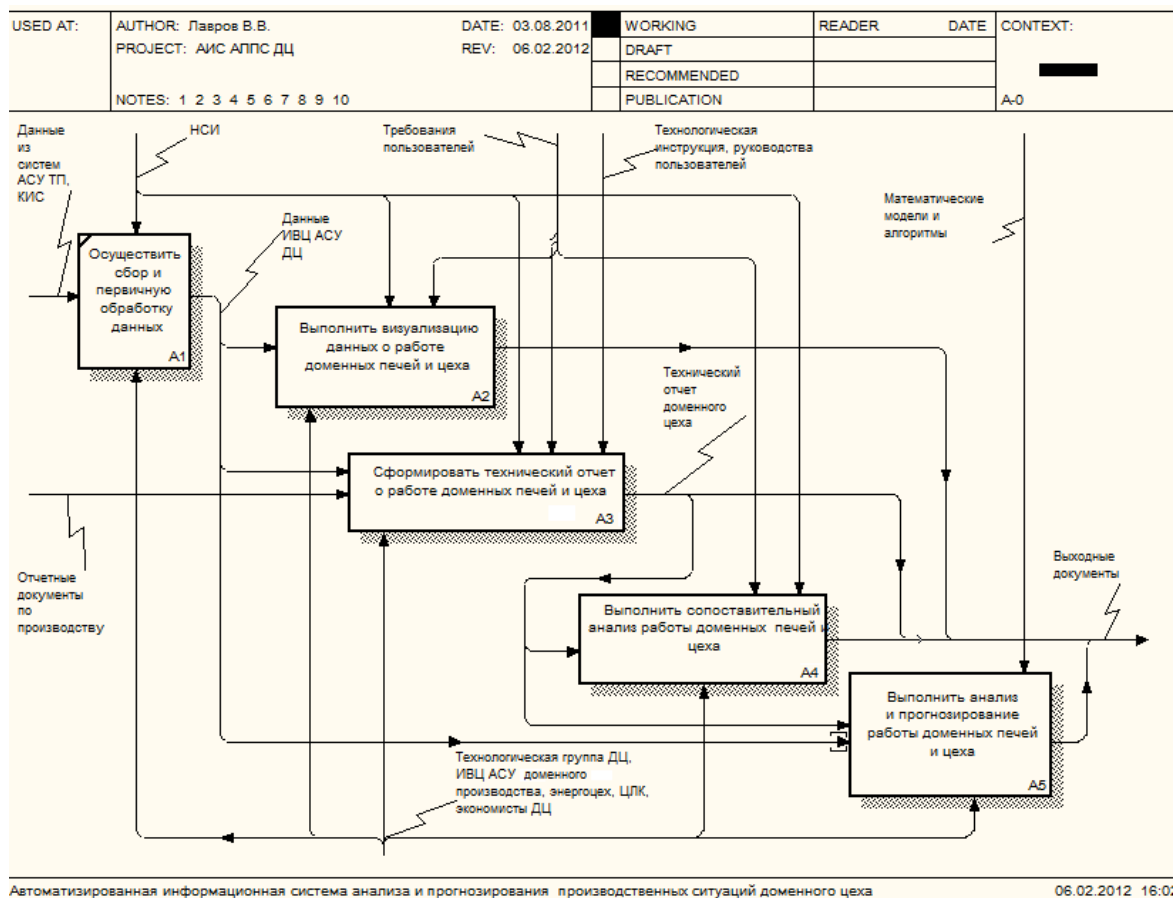 USED AT:
AUTHOR: Лавров В.В.
DATE: 03.08.2011
PROJECT: АИС АППС ДЦ
REV: 06.02.2012
NOTES: 1 2 3 4 5 6 7 8 9 10
WORKING
DRAFT
RECOMMENDED
PUBLICATION
READER DATE
CONTEXT:
A-0
Данные
из
систем
АСУ ТП,
КИС
НСИ
Требования
пользователей
Технологическая
инструкция, руководства
пользователей
Математические
модели и
алгоритмы
Данные
ИВЦ АСУ
ДЦ
Осуществить
сбор и
первичную
обработку
данных
A1
Выполнить визуализацию
данных о работе
доменных печей и цеха
A2
Технический
отчет
доменного
цеха
Сформировать технический отчет
о работе доменных печей и цеха
A3
Отчетные
документы
по
производству
Выходные
документы
Выполнить сопоставительный
анализ работы доменных печей и
цеха
A4
Выполнить анализ
и прогнозирование
работы доменных печей
и цеха
A5
Технологическая группа ДЦ,
ИВЦ АСУ доменного
производства, энергоцех, ЦЛК,
экономисты ДЦ
Автоматизированная информационная система анализа и прогнозирования производственных ситуаций доменного цеха
06.02.2012 16:02